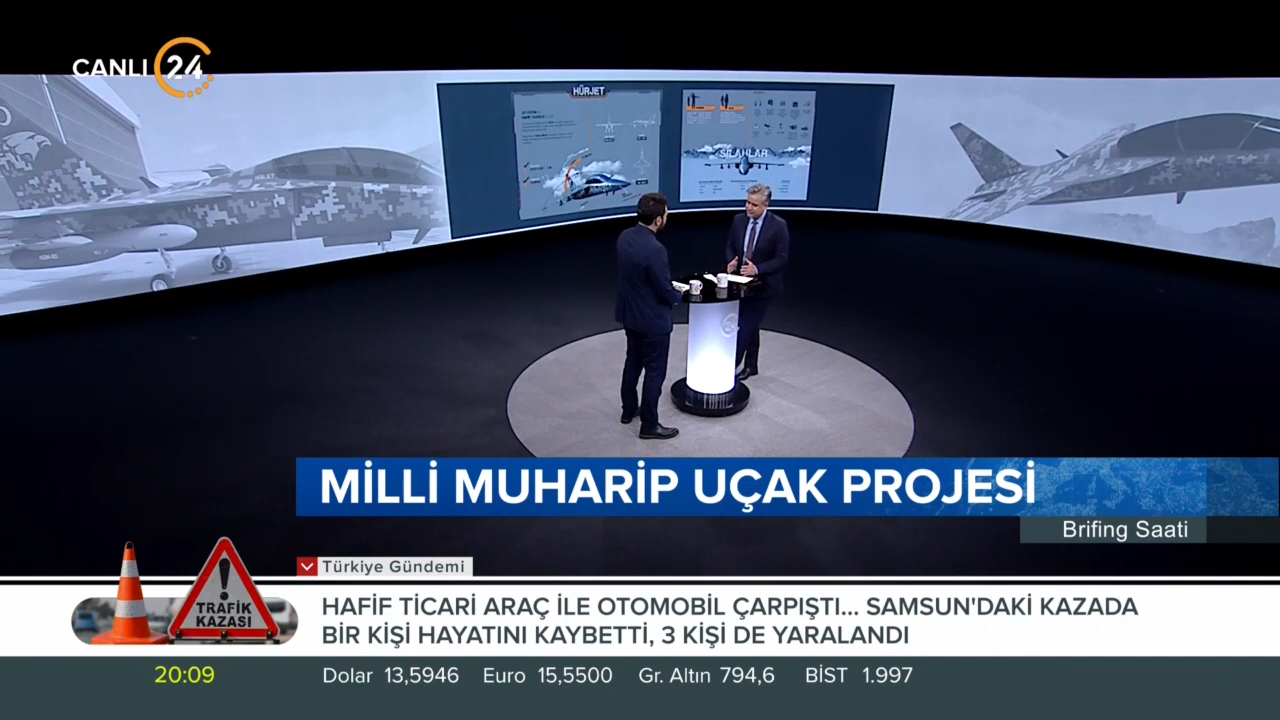 CANLI 24
HÜRJET
SİLAHLAR
MİLLİ MUHARİP UÇAK PROJESİ
Brifing Saati
Türkiye Gündemi
TRAFİK
KAZASI
HAFİF TİCARİ ARAÇ İLE OTOMOBİL ÇARPIŞTI... SAMSUN'DAKİ KAZADA
BİR KİŞİ HAYATINI KAYBETTİ, 3 KİŞİ DE YARALANDI
20:09 Dolar 13,5946 Euro 15,5500 Gr. Altın 794,6 BİST 1.997